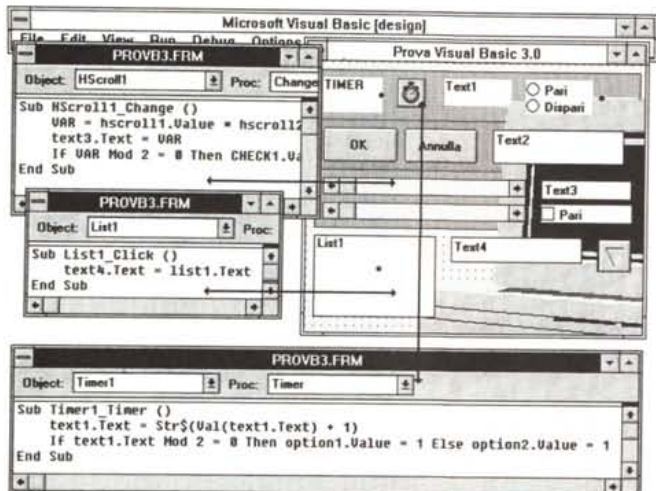 Microsoft Visual Basic [design]
File Edit View Run Debug Options
PROVB3.FRM
Object: HScroll1 Proc: Change
Sub HScroll1_Change ()
VAR = hscroll1.Value * hscroll2
text3.Text = VAR
If VAR Mod 2 = 0 Then CHECK1.Va
End Sub
PROVB3.FRM
Object: List1 Proc:
Sub List1_Click ()
text4.Text = list1.Text
End Sub
Prova Visual Basic 3.0
TIMER
Text1
Pari
Dispari
OK
Annulla
Text2
Text3
Pari
List1
Text4
PROVB3.FRM
Object: Timer1 Proc: Timer
Sub Timer1_Timer ()
text1.Text = Str$(Val(text1.Text) + 1)
If text1.Text Mod 2 = 0 Then option1.Value = 1 Else option2.Value = 1
End Sub